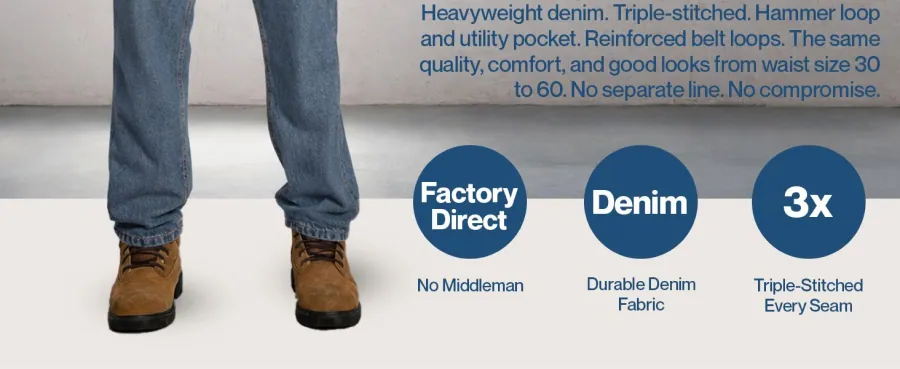 Heavyweight denim. Triple-stitched. Hammer loop
and utility pocket. Reinforced belt loops. The same
quality, comfort, and good looks from waist size 30
to 60. No separate line. No compromise.
Factory
Direct
No Middleman
Denim
Durable Denim
Fabric
3x
Triple-Stitched
Every Seam